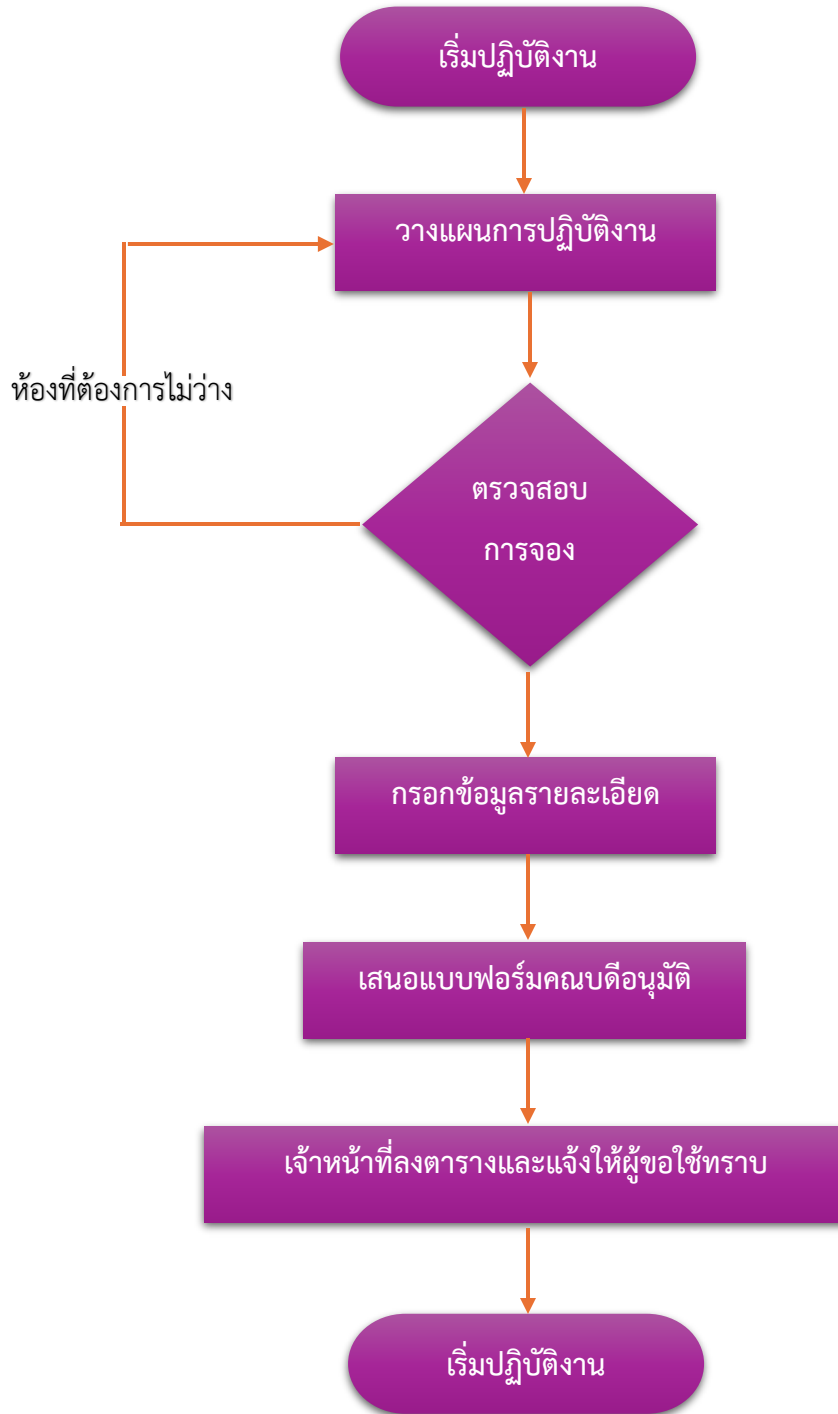 เริ่มปฏิบัติงาน
วางแผนการปฏิบัติงาน
ห้องที่ต้องการไม่ว่าง
ตรวจสอบ
การจอง
กรอกข้อมูลรายละเอียด
เสนอแบบฟอร์มคณบดีอนุมัติ
เจ้าหน้าที่ลงตารางและแจ้งให้ผู้ขอใช้ทราบ
เริ่มปฏิบัติงาน